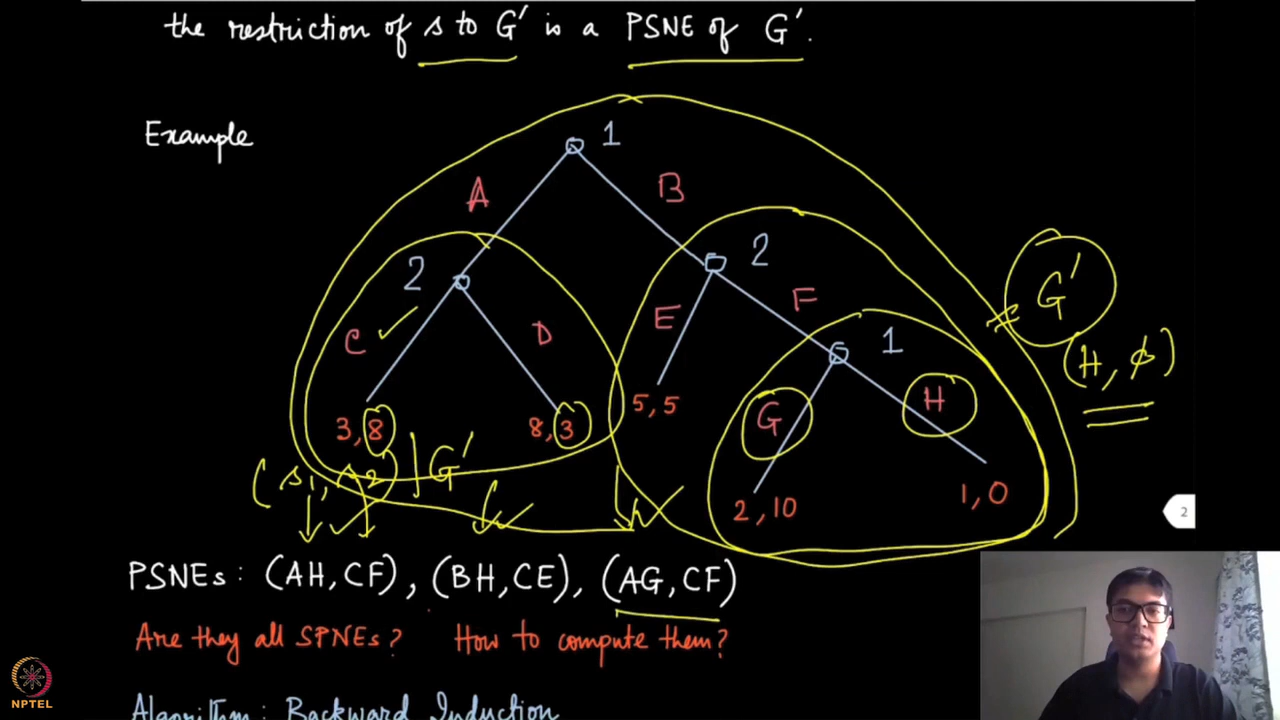 the restriction of s to G' is a PSNE of G'.
Example
1
A
B
2
2
G'
E
F
C
D
1
(H, φ)
5, 5
G
H
3, 8
8, 3
G'
2, 10
1, 0
2
PSNEs: (AH, CF), (BH, CE), (AG, CF)
Are they all SPNEs? How to compute them?
NPTEL
Algorithm: Backward Induction